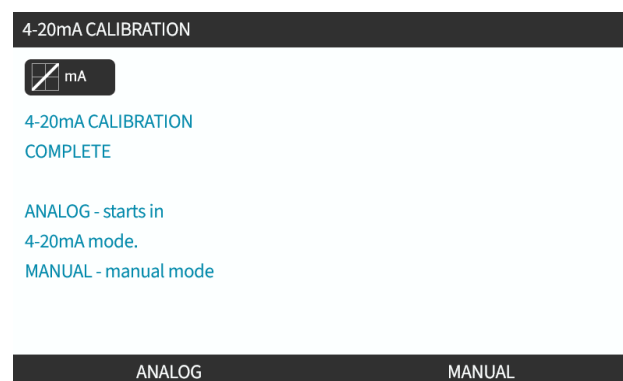 4-20mA CALIBRATION
mA
4-20mA CALIBRATION
COMPLETE
ANALOG - starts in
4-20mA mode.
MANUAL - manual mode
ANALOG MANUAL